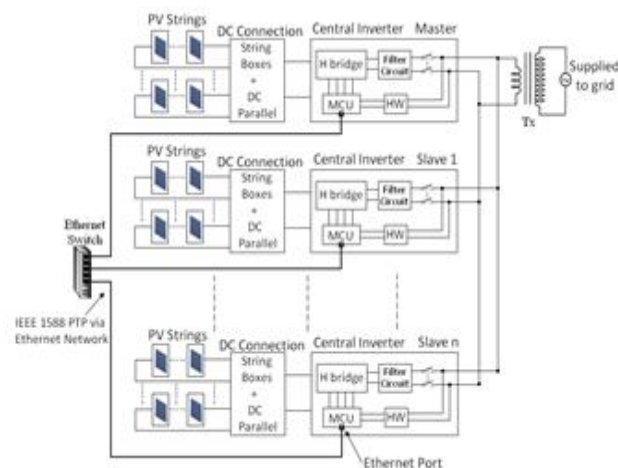 PV Strings
DC Connection
Central Inverter Master
String
Boxes
+
DC
Parallel
H bridge
Filter
Circuit
MCU
HW
Tx
Supplied
to grid
PV Strings
DC Connection
Central Inverter Slave 1
String
Boxes
+
DC
Parallel
H bridge
Filter
Circuit
MCU
HW
Ethernet
Switch
IEEE 1588 PTP via
Ethernet Network
PV Strings
DC Connection
Central Inverter Slave n
String
Boxes
+
DC
Parallel
H bridge
Filter
Circuit
MCU
HW
Ethernet Port